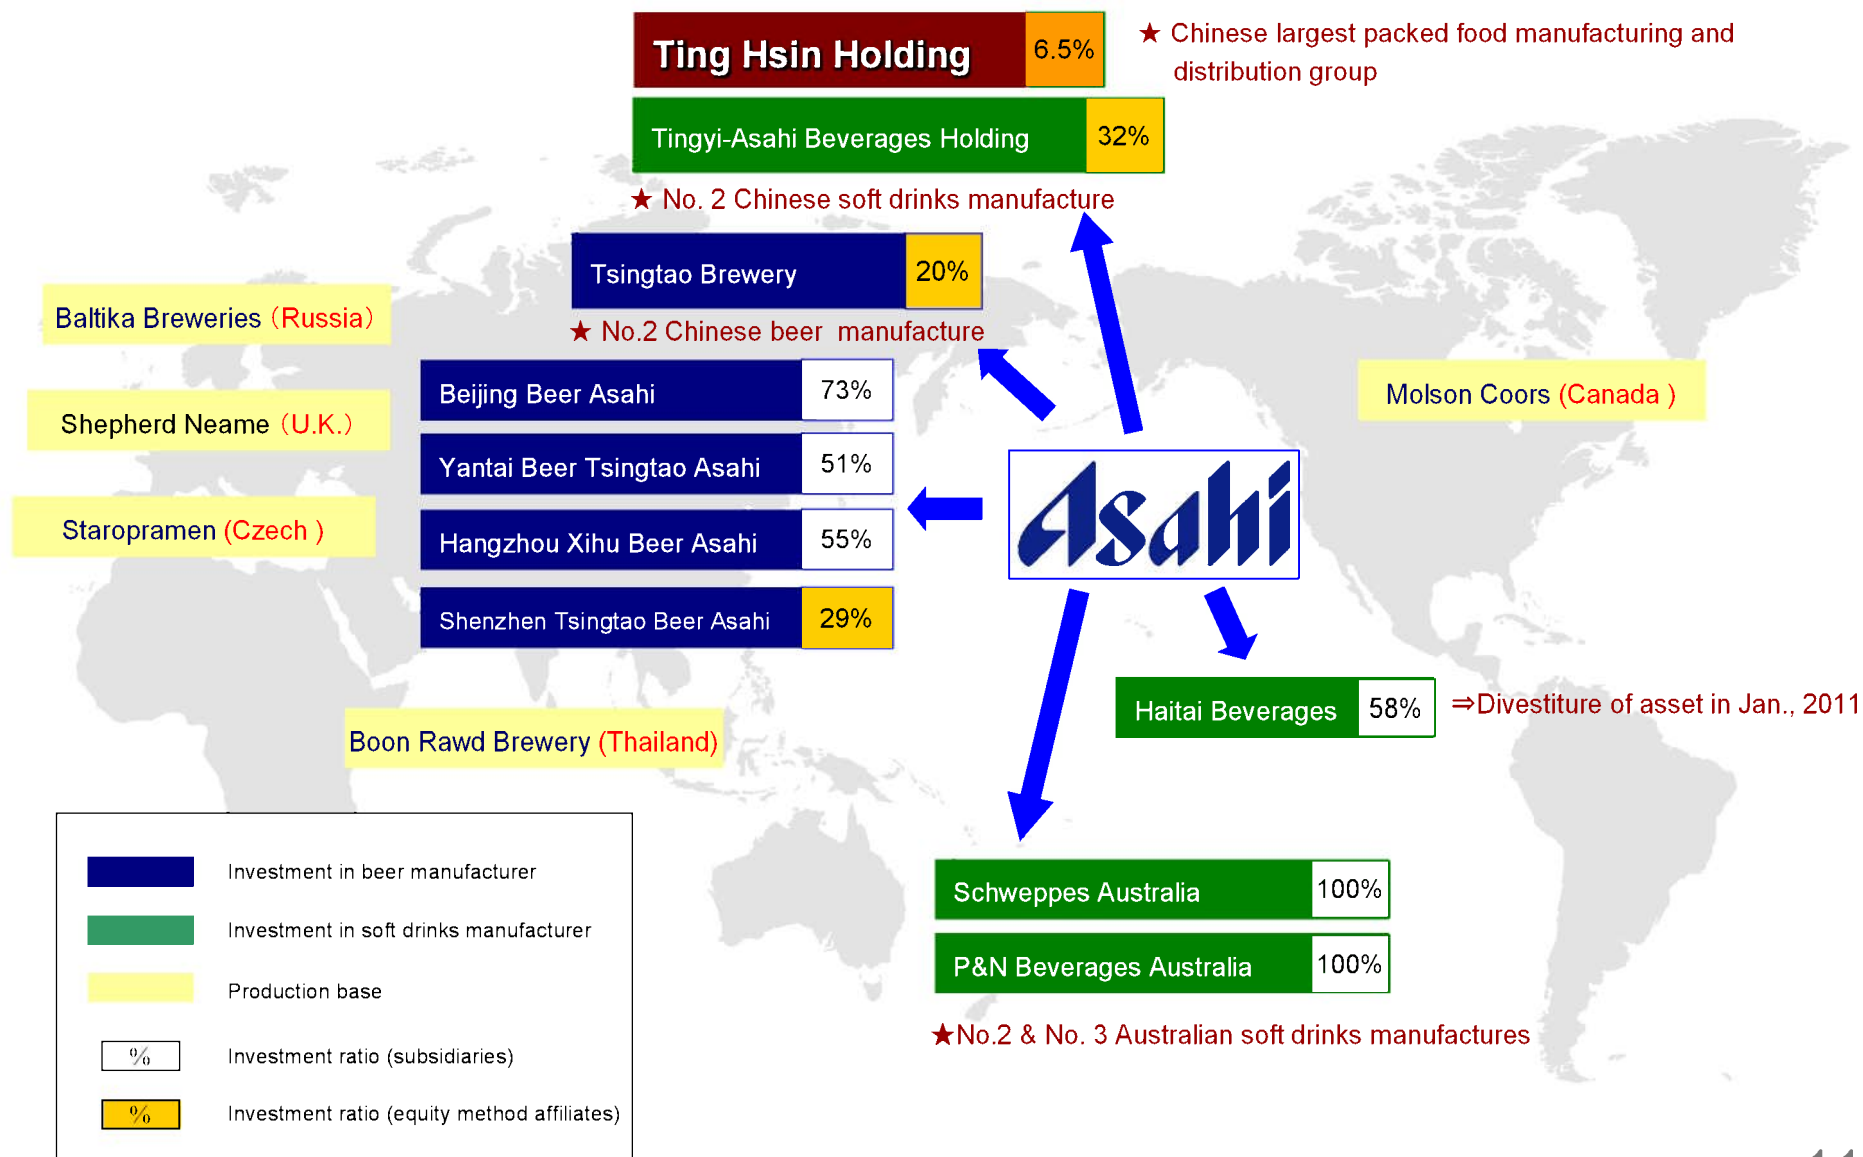 Ting Hsin Holding 6.5%
★ Chinese largest packed food manufacturing and
distribution group
Tingyi-Asahi Beverages Holding 32%
★ No. 2 Chinese soft drinks manufacture
Tsingtao Brewery 20%
★ No.2 Chinese beer manufacture
Baltika Breweries (Russia)
Shepherd Neame (U.K.)
Staropramen (Czech )
Beijing Beer Asahi 73%
Yantai Beer Tsingtao Asahi 51%
Hangzhou Xihu Beer Asahi 55%
Shenzhen Tsingtao Beer Asahi 29%
Molson Coors (Canada )
Asahi
Haitai Beverages 58%
⇒Divestiture of asset in Jan., 2011
Boon Rawd Brewery (Thailand)
Schweppes Australia 100%
P&N Beverages Australia 100%
★No.2 & No. 3 Australian soft drinks manufactures
Investment in beer manufacturer
Investment in soft drinks manufacturer
Production base
% Investment ratio (subsidiaries)
% Investment ratio (equity method affiliates)